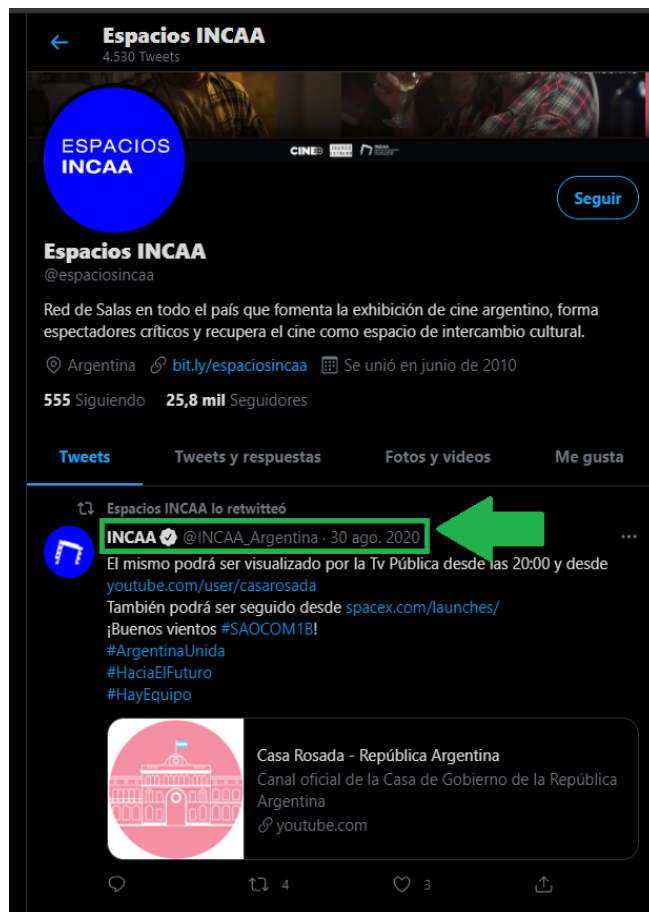 Espacios INCAA
4.530 Tweets
CINE
ESPACIOS
INCAA
Seguir
Espacios INCAA
@espaciosincaa
Red de Salas en todo el país que fomenta la exhibición de cine argentino, forma
espectadores críticos y recupera el cine como espacio de intercambio cultural.
Argentina bit.ly/espaciosincaa Se unió en junio de 2010
555 Siguiendo 25,8 mil Seguidores
Tweets Tweets y respuestas Fotos y videos Me gusta
Espacios INCAA lo retwitteó
INCAA @INCAA_Argentina · 30 ago. 2020
El mismo podrá ser visualizado por la Tv Pública desde las 20:00 y desde
youtube.com/user/casarosada
También podrá ser seguido desde spacex.com/launches/
¡Buenos vientos #SAOCOM1B!
#ArgentinaUnida
#HaciaElFuturo
#HayEquipo
Casa Rosada - República Argentina
Canal oficial de la Casa de Gobierno de la República
Argentina
youtube.com
4 3